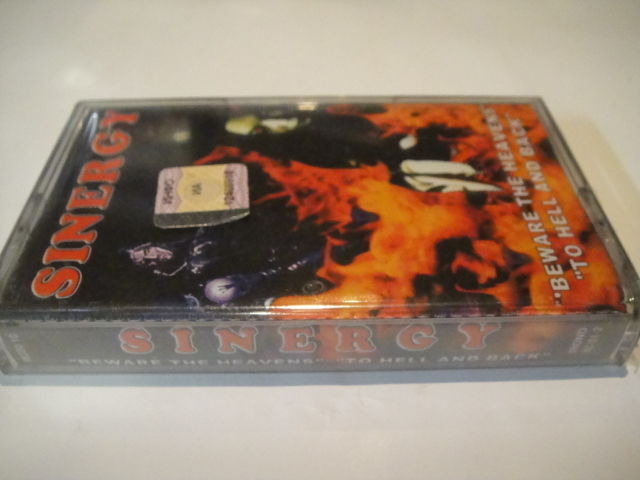 SINERGY
"BEWARE THE HEAVENS"
"TO HELL AND BACK"
SINERGY
"BEWARE THE HEAVENS" "TO HELL AND BACK"